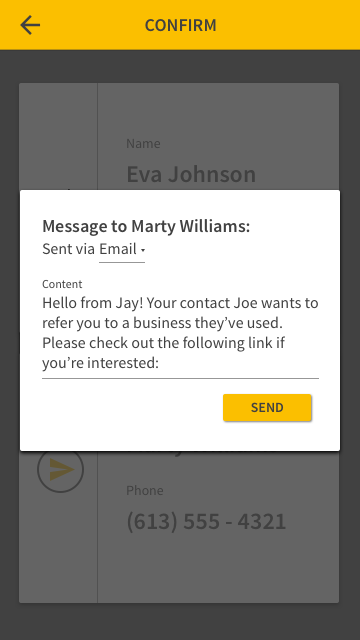 CONFIRM
Name
Eva Johnson
Message to Marty Williams:
Sent via Email
Content
Hello from Jay! Your contact Joe wants to
refer you to a business they’ve used.
Please check out the following link if
you’re interested:
SEND
Phone
(613) 555 - 4321